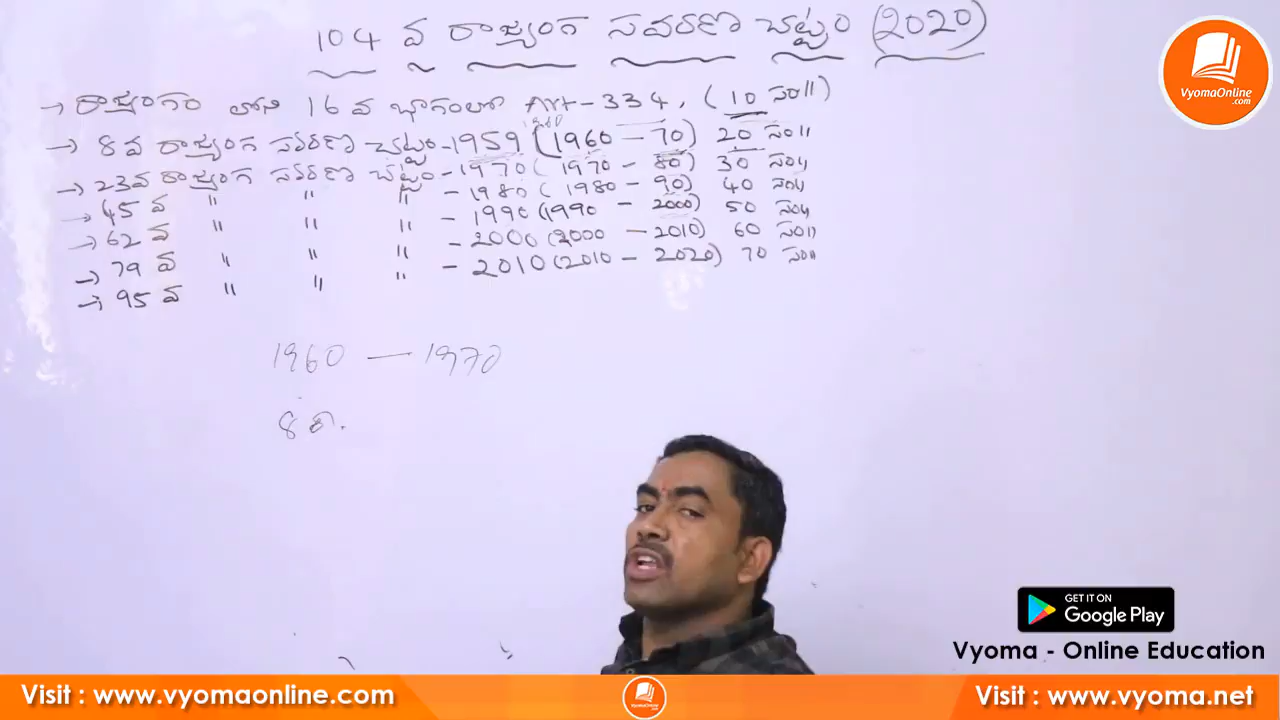 104 వ రాజ్యంగ సవరణ చట్టం (2020)
→ రాజ్యంగం లోని 16 వ భాగంలో Art-334. (10 సం॥)
→ 8వ రాజ్యంగ సవరణ చట్టం-1959 (1960 – 70) 20 సం॥
→ 23వ రాజ్యంగ సవరణ చట్టం-1970 (1970 – 80) 30 సం॥
→ 45 వ " " " - 1980 (1980 – 90) 40 సం॥
→ 62 వ " " " - 1990 (1990 – 2000) 50 సం॥
→ 79 వ " " " - 2000 (2000 – 2010) 60 సం॥
→ 95 వ " " " - 2010 (2010 – 2020) 70 సం॥
1960 — 1970
VyomaOnline
.com
GET IT ON
Google Play
Vyoma - Online Education
Visit : www.vyomaonline.com
Visit : www.vyoma.net